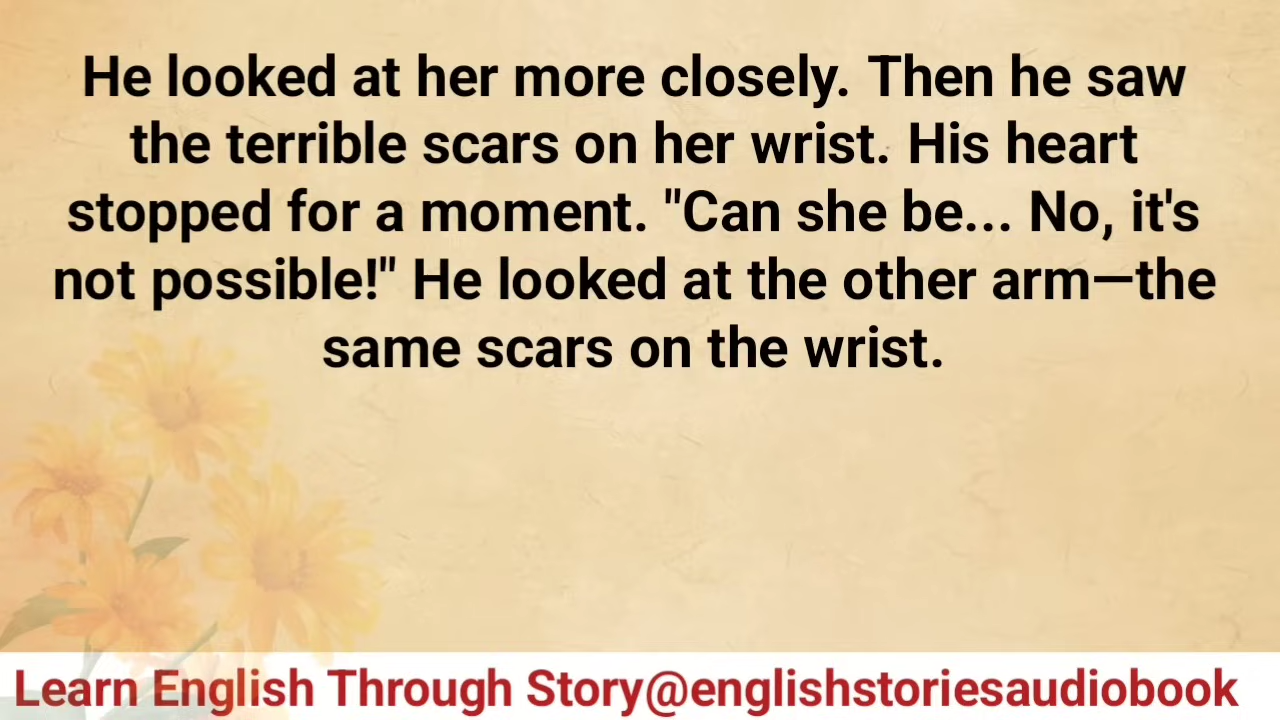 He looked at her more closely. Then he saw
the terrible scars on her wrist. His heart
stopped for a moment. "Can she be... No, it's
not possible!" He looked at the other arm—the
same scars on the wrist.
Learn English Through Story@englishstoriesaudiobook